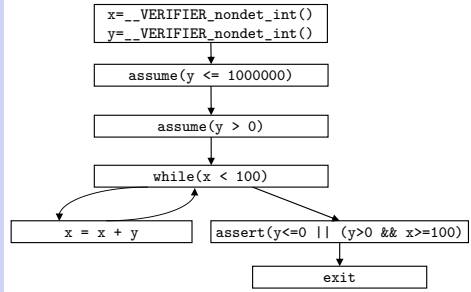 x=__VERIFIER_nondet_int()
y=__VERIFIER_nondet_int()
assume(y <= 1000000)
assume(y > 0)
while(x < 100)
x = x + y
assert(y<=0 || (y>0 && x>=100)
exit